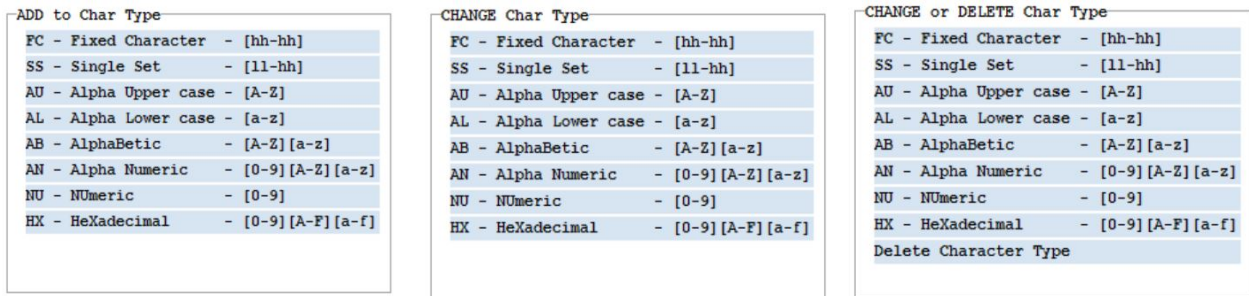 ADD to Char Type
FC - Fixed Character - [hh-hh]
SS - Single Set - [ll-hh]
AU - Alpha Upper case - [A-Z]
AL - Alpha Lower case - [a-z]
AB - AlphaBetic - [A-Z][a-z]
AN - Alpha Numeric - [0-9][A-Z][a-z]
NU - NUmeric - [0-9]
HX - HeXadecimal - [0-9][A-F][a-f]
CHANGE Char Type
FC - Fixed Character - [hh-hh]
SS - Single Set - [ll-hh]
AU - Alpha Upper case - [A-Z]
AL - Alpha Lower case - [a-z]
AB - AlphaBetic - [A-Z][a-z]
AN - Alpha Numeric - [0-9][A-Z][a-z]
NU - NUmeric - [0-9]
HX - HeXadecimal - [0-9][A-F][a-f]
CHANGE or DELETE Char Type
FC - Fixed Character - [hh-hh]
SS - Single Set - [ll-hh]
AU - Alpha Upper case - [A-Z]
AL - Alpha Lower case - [a-z]
AB - AlphaBetic - [A-Z][a-z]
AN - Alpha Numeric - [0-9][A-Z][a-z]
NU - NUmeric - [0-9]
HX - HeXadecimal - [0-9][A-F][a-f]
Delete Character Type